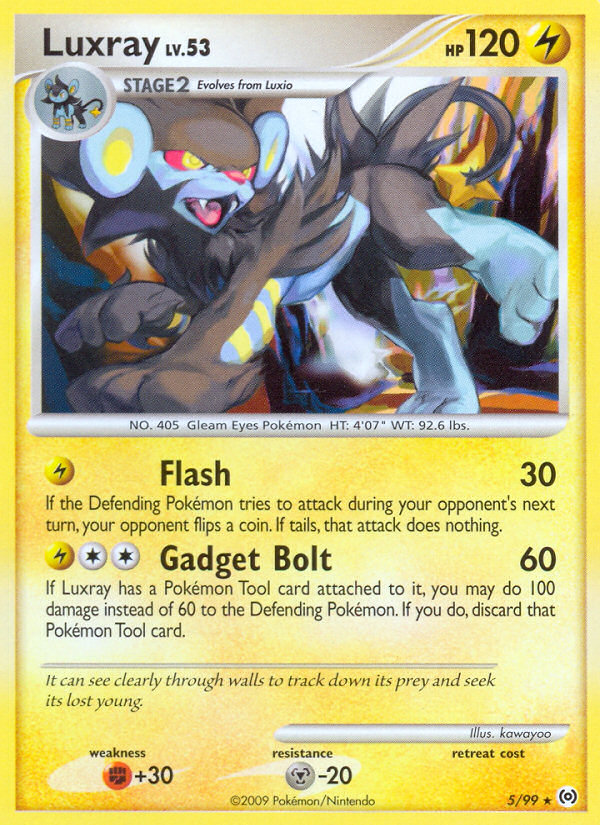 Luxray LV.53 HP 120
STAGE2 Evolves from Luxio
NO. 405 Gleam Eyes Pokémon HT: 4'07" WT: 92.6 lbs.
Flash 30
If the Defending Pokémon tries to attack during your opponent's next
turn, your opponent flips a coin. If tails, that attack does nothing.
Gadget Bolt 60
If Luxray has a Pokémon Tool card attached to it, you may do 100
damage instead of 60 to the Defending Pokémon. If you do, discard that
Pokémon Tool card.
It can see clearly through walls to track down its prey and seek
its lost young.
Illus. kawayoo
weakness resistance retreat cost
+30 -20
©2009 Pokémon/Nintendo 5/99 ★